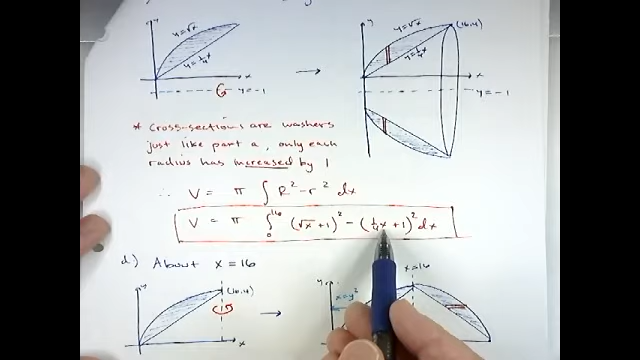 y
y = √x
y = ¼x
x
y = -1
y
y = √x
(16,4)
y = ¼x
x
y = -1
* Cross-sections are washers
just like part a, only each
radius has increased by 1
∴ V = π ∫ R² - r² dx
V = π ∫₀¹⁶ (√x + 1)² - (¼x + 1)² dx
d) About x = 16
x = 16
y
(16,4)
x
y
x = y²